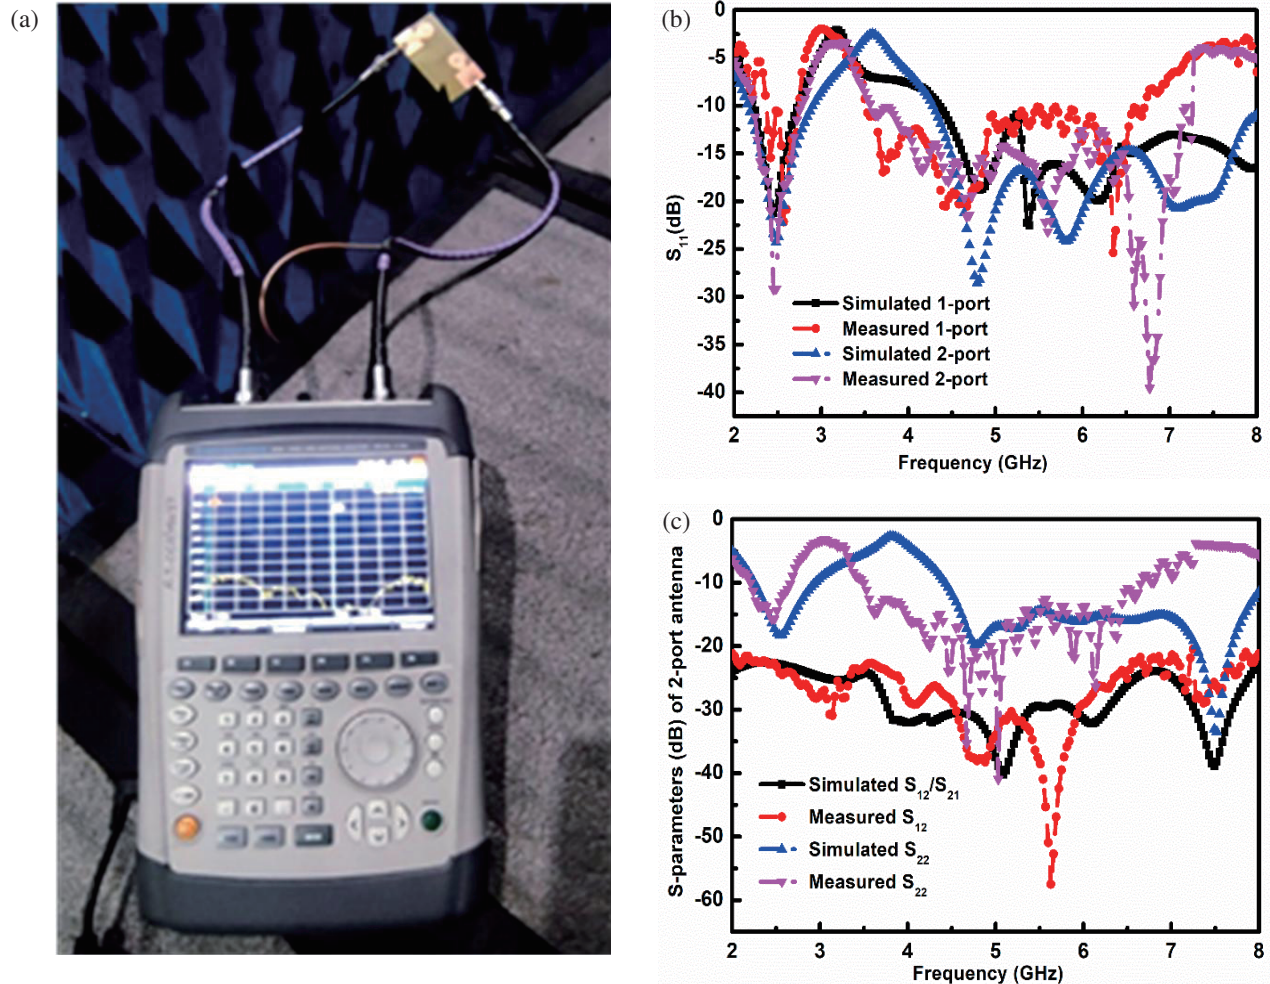 (a)
(b)
0
-5
-10
-15
-20
-25
-30
-35
-40
S11(dB)
Simulated 1-port
Measured 1-port
Simulated 2-port
Measured 2-port
2 3 4 5 6 7 8
Frequency (GHz)
(c)
0
-10
-20
-30
-40
-50
-60
S-parameters (dB) of 2-port antenna
Simulated S12/S21
Measured S12
Simulated S22
Measured S22
2 3 4 5 6 7 8
Frequency (GHz)